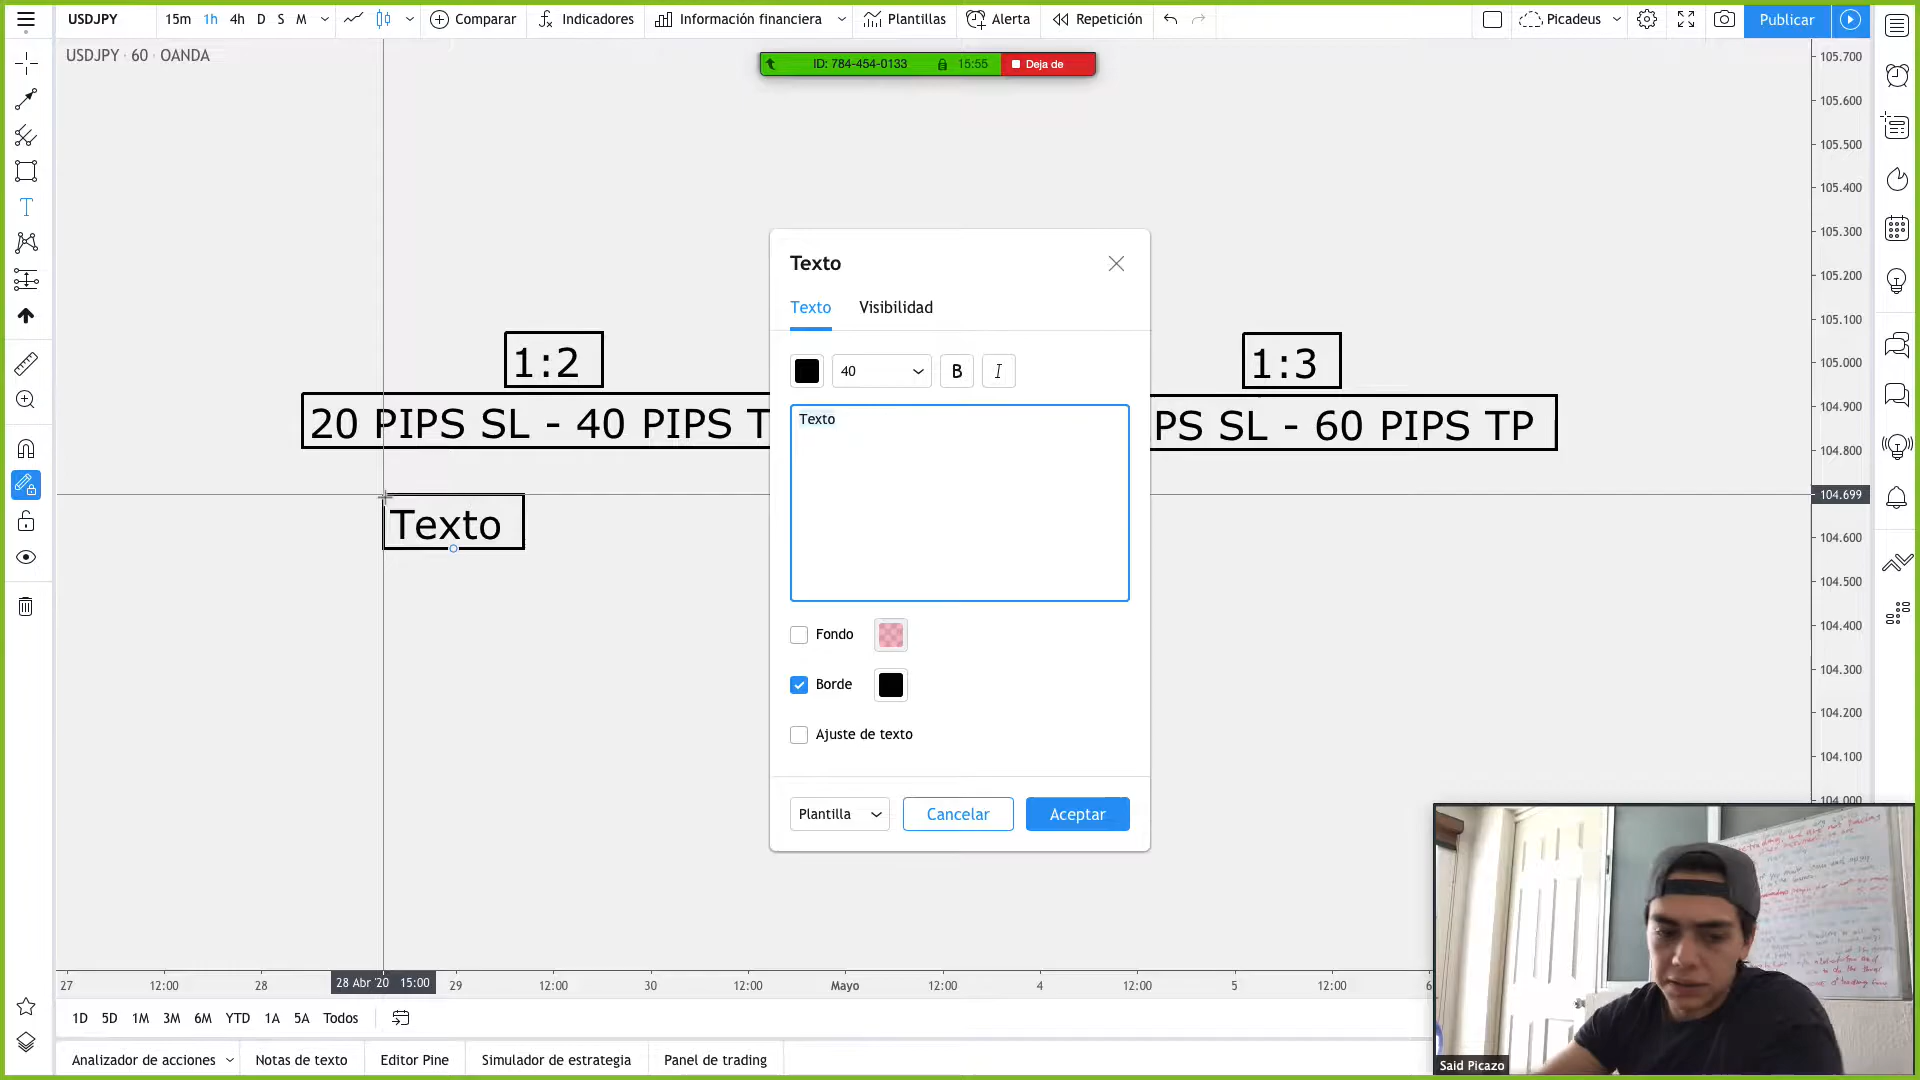 USDJPY 15m 1h 4h D S M Comparar Indicadores Información financiera Plantillas Alerta Repetición Picadeus Publicar
USDJPY · 60 · OANDA
ID: 784-454-0133 15:55 Deja de
105.700
105.600
105.500
105.400
105.300
105.200
105.100
105.000
104.900
104.800
104.699
104.600
104.500
104.400
104.300
104.200
104.100
104.000
1:2
20 PIPS SL - 40 PIPS T
1:3
PS SL - 60 PIPS TP
Texto
Texto
Texto Visibilidad
40 B I
Texto
Fondo
Borde
Ajuste de texto
Plantilla Cancelar Aceptar
27 12:00 28 28 Abr '20 15:00 29 12:00 30 12:00 Mayo 12:00 4 12:00 5 12:00 6
1D 5D 1M 3M 6M YTD 1A 5A Todos
Analizador de acciones Notas de texto Editor Pine Simulador de estrategia Panel de trading
Said Picazo